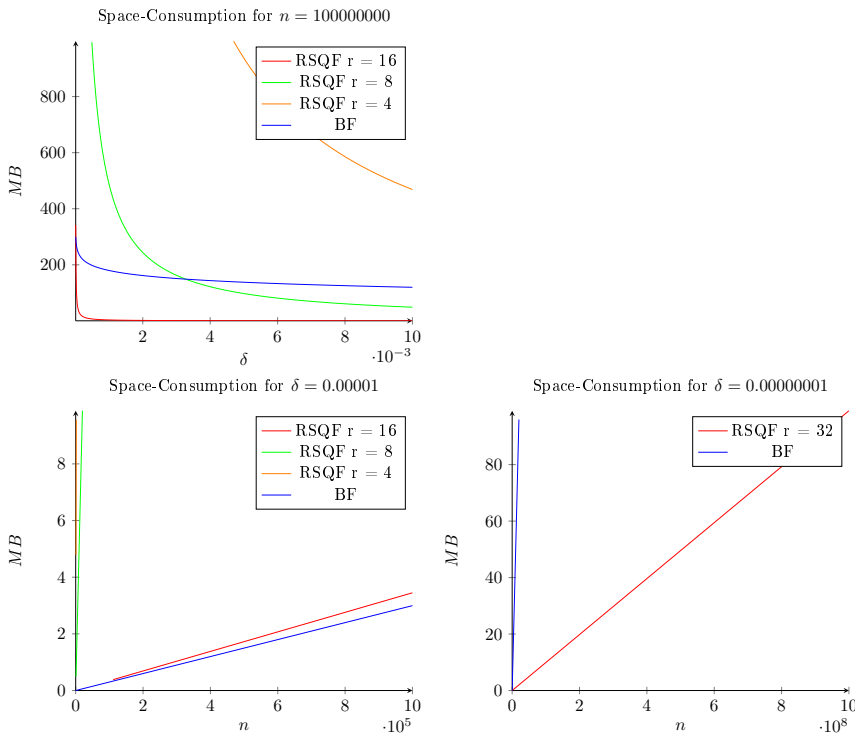 Space-Consumption for n = 100000000
RSQF r = 16
RSQF r = 8
RSQF r = 4
BF
800
600
400
200
MB
2 4 6 8 10
·10⁻³
δ
Space-Consumption for δ = 0.00001
RSQF r = 16
RSQF r = 8
RSQF r = 4
BF
8
6
4
2
0
MB
0 2 4 6 8 10
·10⁵
n
Space-Consumption for δ = 0.00000001
RSQF r = 32
BF
80
60
40
20
0
MB
0 2 4 6 8 10
·10⁸
n